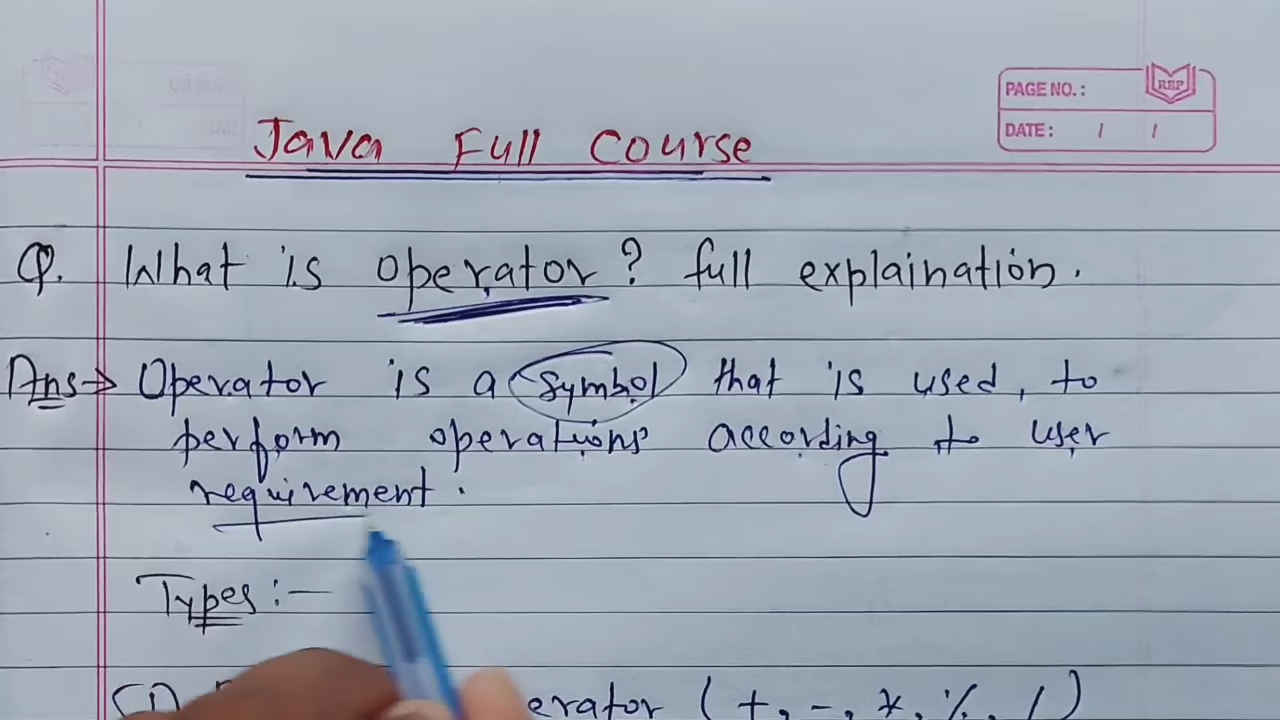 PAGE NO.:
REP
DATE: / /
Java Full Course
Q. What is operator? full explaination.
Ans→ Operator is a symbol that is used, to
perform operations according to user
requirement.
Types:—
erator (+, -, *, %, /)